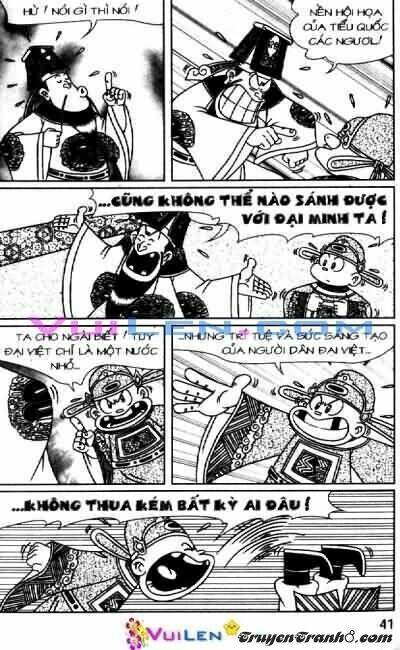 HỨ! NÓI GÌ THÌ NÓI!
NỀN HỘI HỌA
CỦA TIỂU QUỐC
CÁC NGƯƠI...
...CŨNG KHÔNG THỂ NÀO SÁNH ĐƯỢC
VỚI ĐẠI MINH TA!
VUILEN.COM
TA CHO NGÀI BIẾT! TUY
ĐẠI VIỆT CHỈ LÀ MỘT NƯỚC
NHỎ...
...NHƯNG TRÍ TUỆ VÀ SỨC SÁNG TẠO
CỦA NGƯỜI DÂN ĐẠI VIỆT...
...KHÔNG THUA KÉM BẤT KỲ AI ĐÂU!
41
VUILEN
TruyenTranh8.com